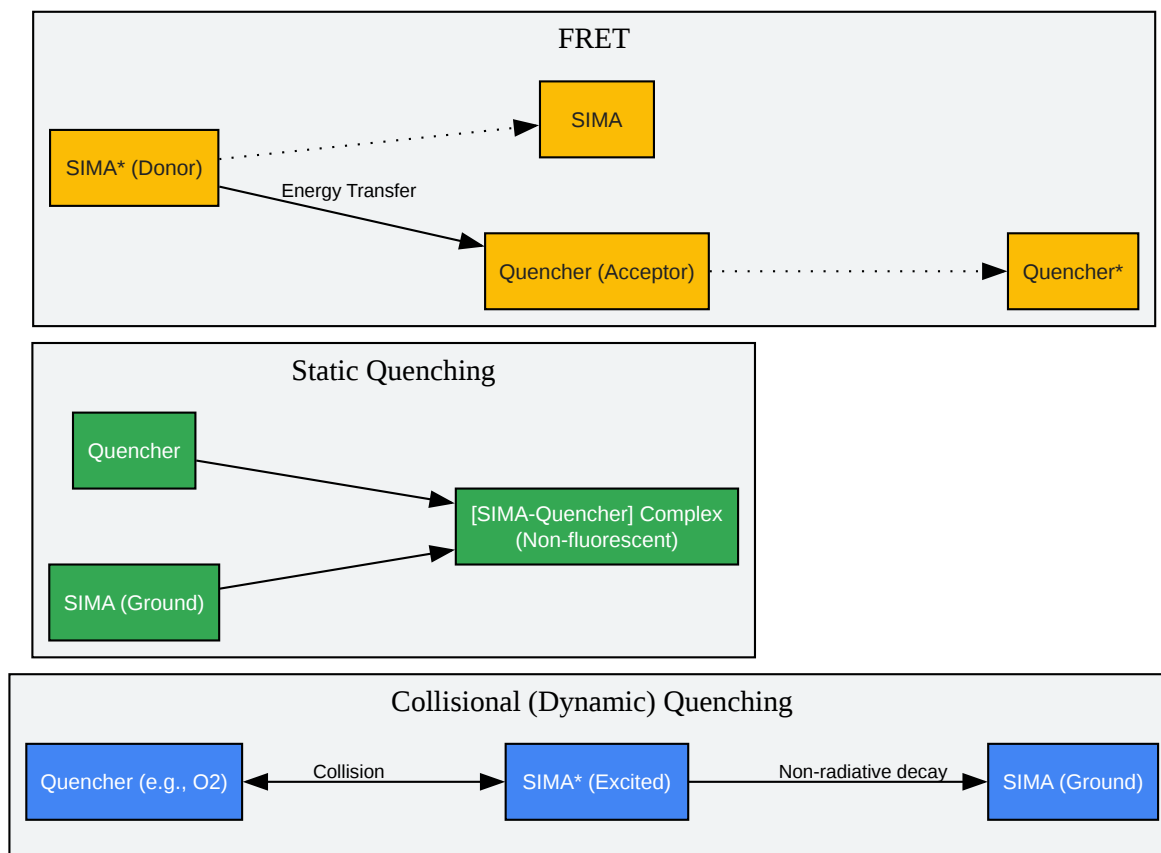 FRET
SIMA
SIMA* (Donor)
Energy Transfer
Quencher (Acceptor)
Quencher*
Static Quenching
Quencher
[SIMA-Quencher] Complex
(Non-fluorescent)
SIMA (Ground)
Collisional (Dynamic) Quenching
Quencher (e.g., O2)
Collision
SIMA* (Excited)
Non-radiative decay
SIMA (Ground)